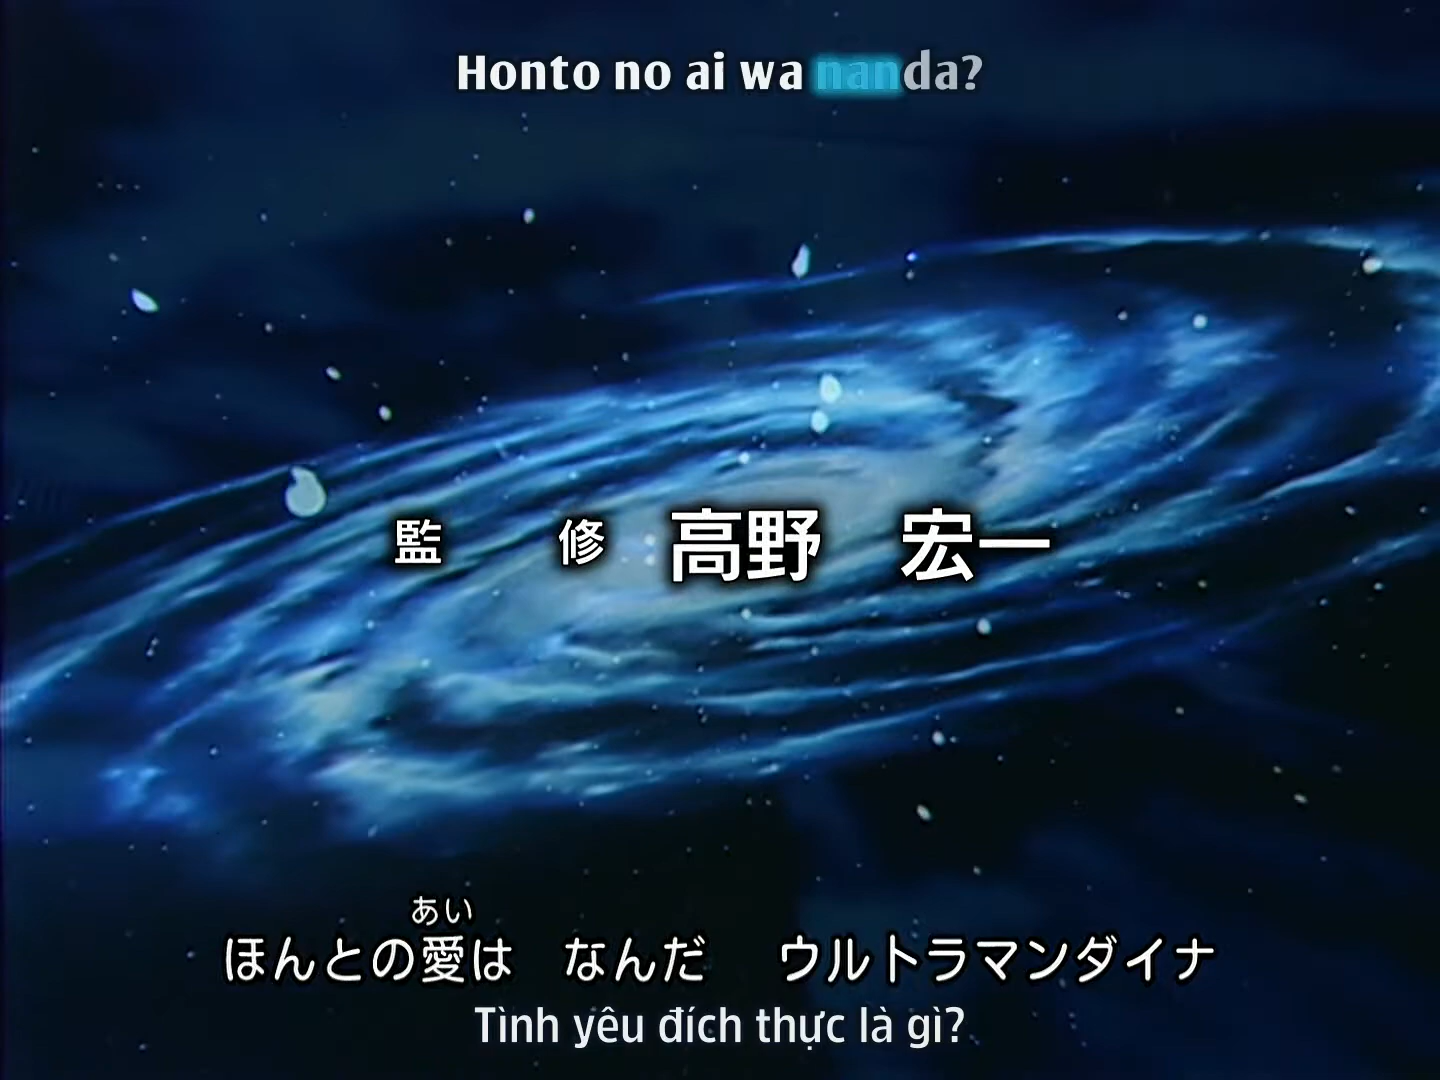 Honto no ai wa nanda?
監　修　高野　宏一
あい
ほんとの愛は　なんだ　ウルトラマンダイナ
Tình yêu đích thực là gì?